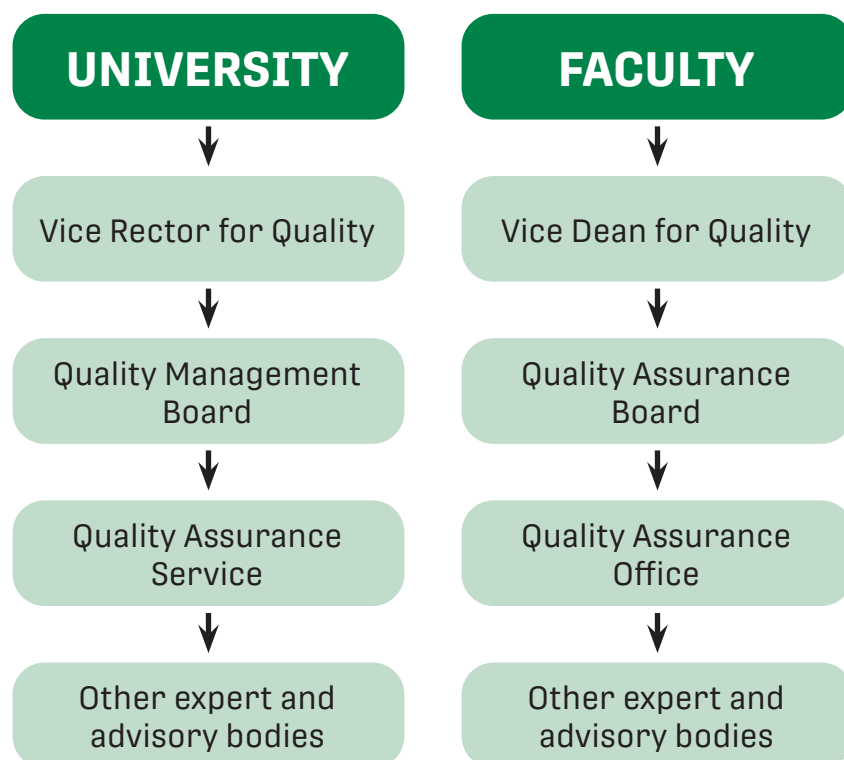 UNIVERSITY
Vice Rector for Quality
Quality Management
Board
Quality Assurance
Service
Other expert and
advisory bodies
FACULTY
Vice Dean for Quality
Quality Assurance
Board
Quality Assurance
Office
Other expert and
advisory bodies